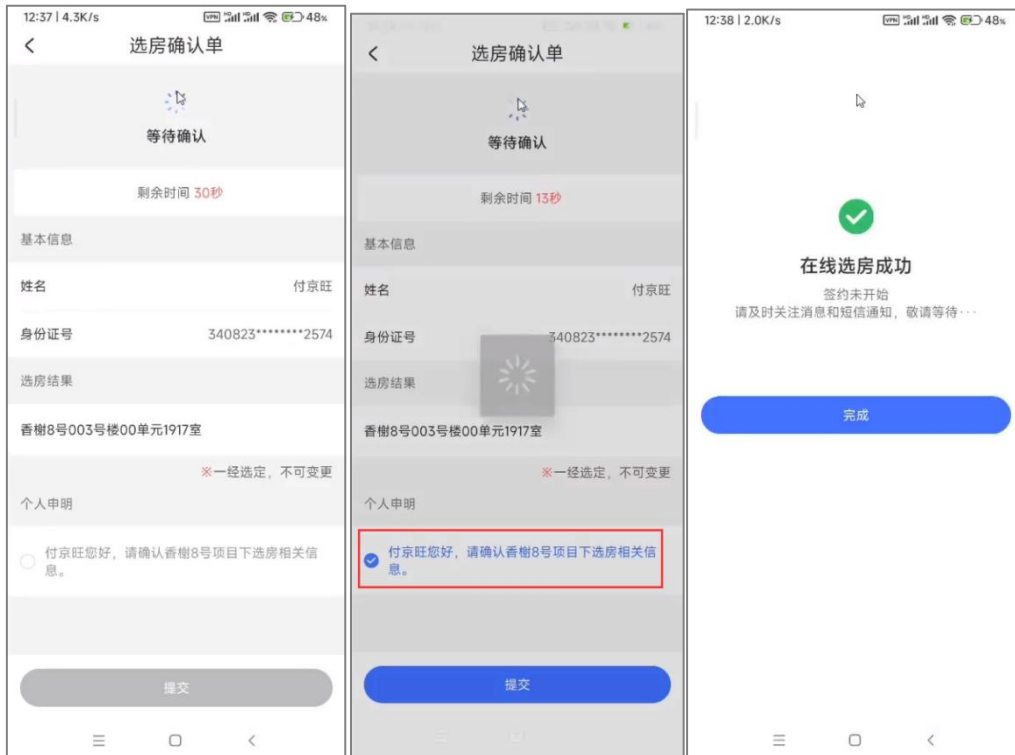 12:37 | 4.3K/s
VPN
48%
选房确认单
等待确认
剩余时间 30秒
基本信息
姓名
付京旺
身份证号
340823********2574
选房结果
香榭8号003号楼00单元1917室
※一经选定，不可变更
个人申明
付京旺您好，请确认香榭8号项目下选房相关信
息。
提交
选房确认单
等待确认
剩余时间 13秒
基本信息
姓名
付京旺
身份证号
340823********2574
选房结果
香榭8号003号楼00单元1917室
※一经选定，不可变更
个人申明
付京旺您好，请确认香榭8号项目下选房相关信
息。
提交
12:38 | 2.0K/s
VPN
48%
在线选房成功
签约未开始
请及时关注消息和短信通知，敬请等待···
完成